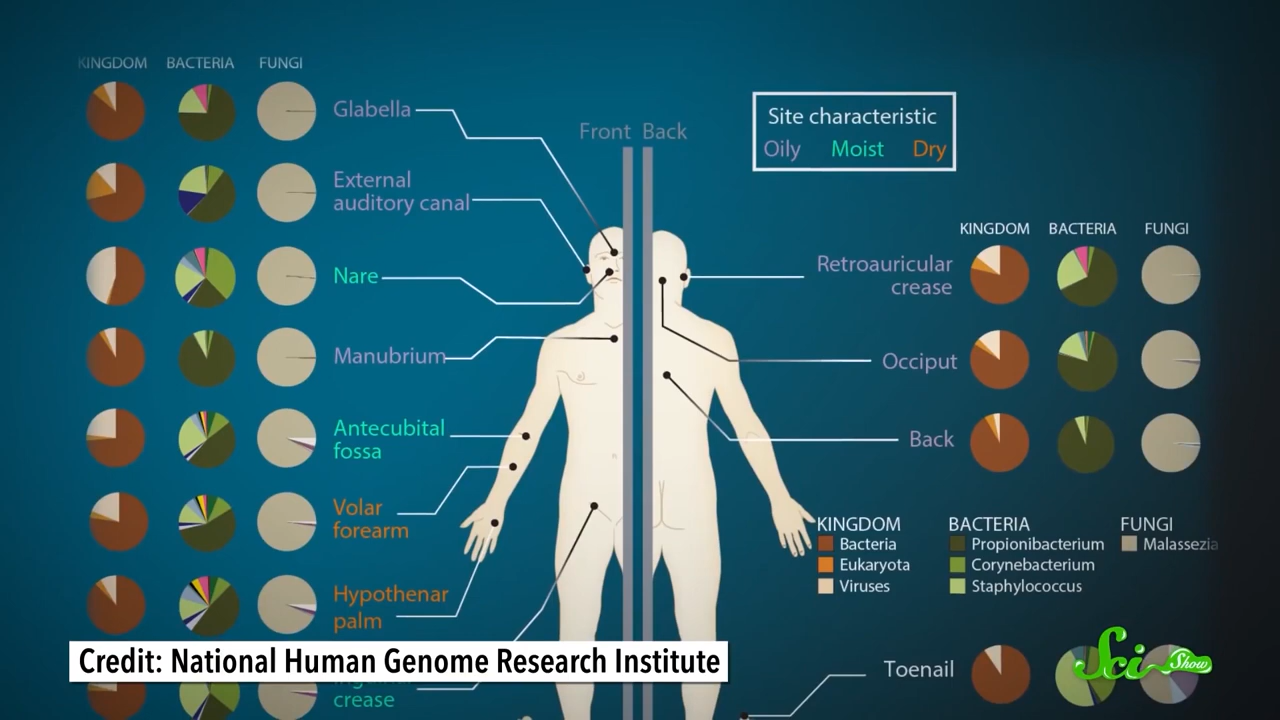 KINGDOM BACTERIA FUNGI
Glabella
External
auditory canal
Nare
Manubrium
Antecubital
fossa
Volar
forearm
Hypothenar
palm
crease
Front Back
Site characteristic
Oily Moist Dry
KINGDOM BACTERIA FUNGI
Retroauricular
crease
Occiput
Back
KINGDOM
Bacteria
Eukaryota
Viruses
BACTERIA
Propionibacterium
Corynebacterium
Staphylococcus
FUNGI
Malassezia
Toenail
Credit: National Human Genome Research Institute
Sci Show